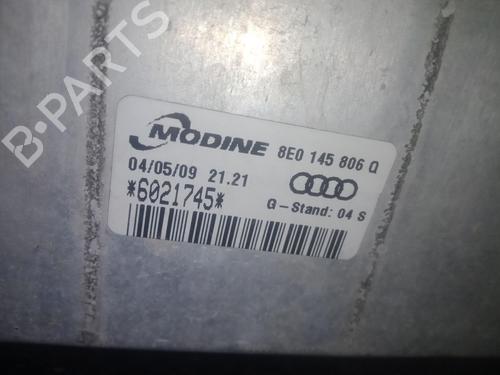 B-PARTS
MODINE 8E0 145 806 Q
04/05/09 21.21
Q-Stand: 04 S
*6021745*